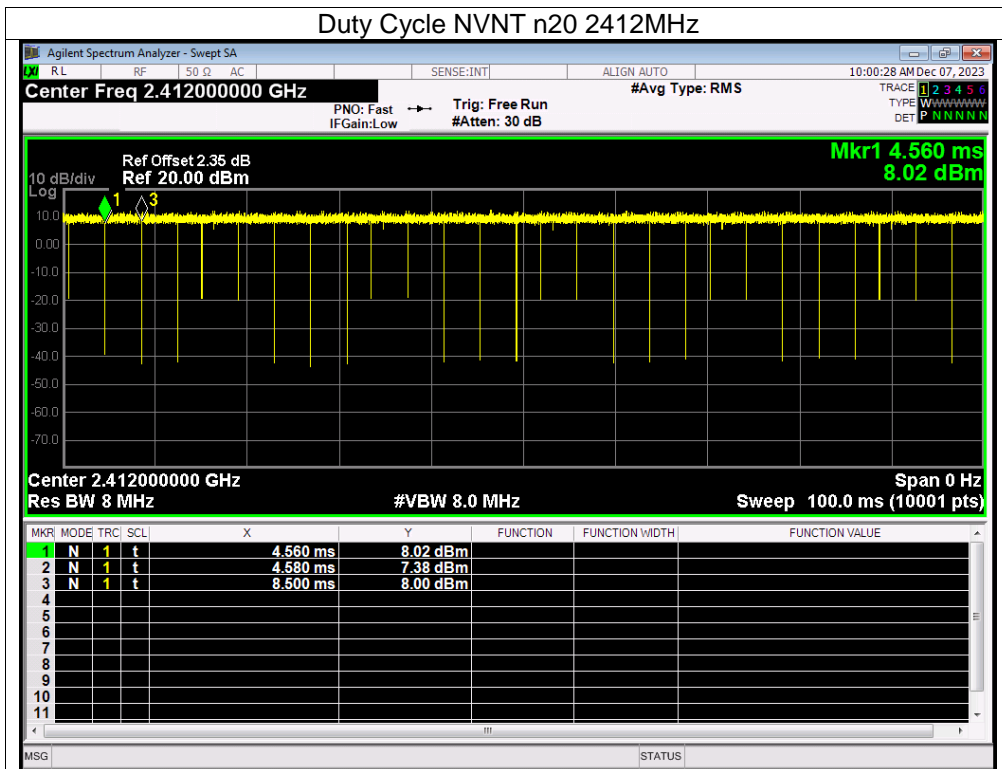 Duty Cycle NVNT n20 2412MHz
Agilent Spectrum Analyzer - Swept SA
LXI RL RF 50 Ω AC SENSE:INT ALIGN AUTO 10:00:28 AM Dec 07, 2023
Center Freq 2.412000000 GHz #Avg Type: RMS TRACE 1 2 3 4 5 6
PNO: Fast Trig: Free Run TYPE WWWWWWW
IFGain:Low #Atten: 30 dB DET P N N N N N
Mkr1 4.560 ms
8.02 dBm
Ref Offset 2.35 dB
10 dB/div Ref 20.00 dBm
Log
1 3
10.0
0.00
-10.0
-20.0
-30.0
-40.0
-50.0
-60.0
-70.0
Center 2.412000000 GHz Span 0 Hz
Res BW 8 MHz #VBW 8.0 MHz Sweep 100.0 ms (10001 pts)
MKR MODE TRC SCL X Y FUNCTION FUNCTION WIDTH FUNCTION VALUE
1 N 1 t 4.560 ms 8.02 dBm
2 N 1 t 4.580 ms 7.38 dBm
3 N 1 t 8.500 ms 8.00 dBm
4
5
6
7
8
9
10
11
MSG STATUS